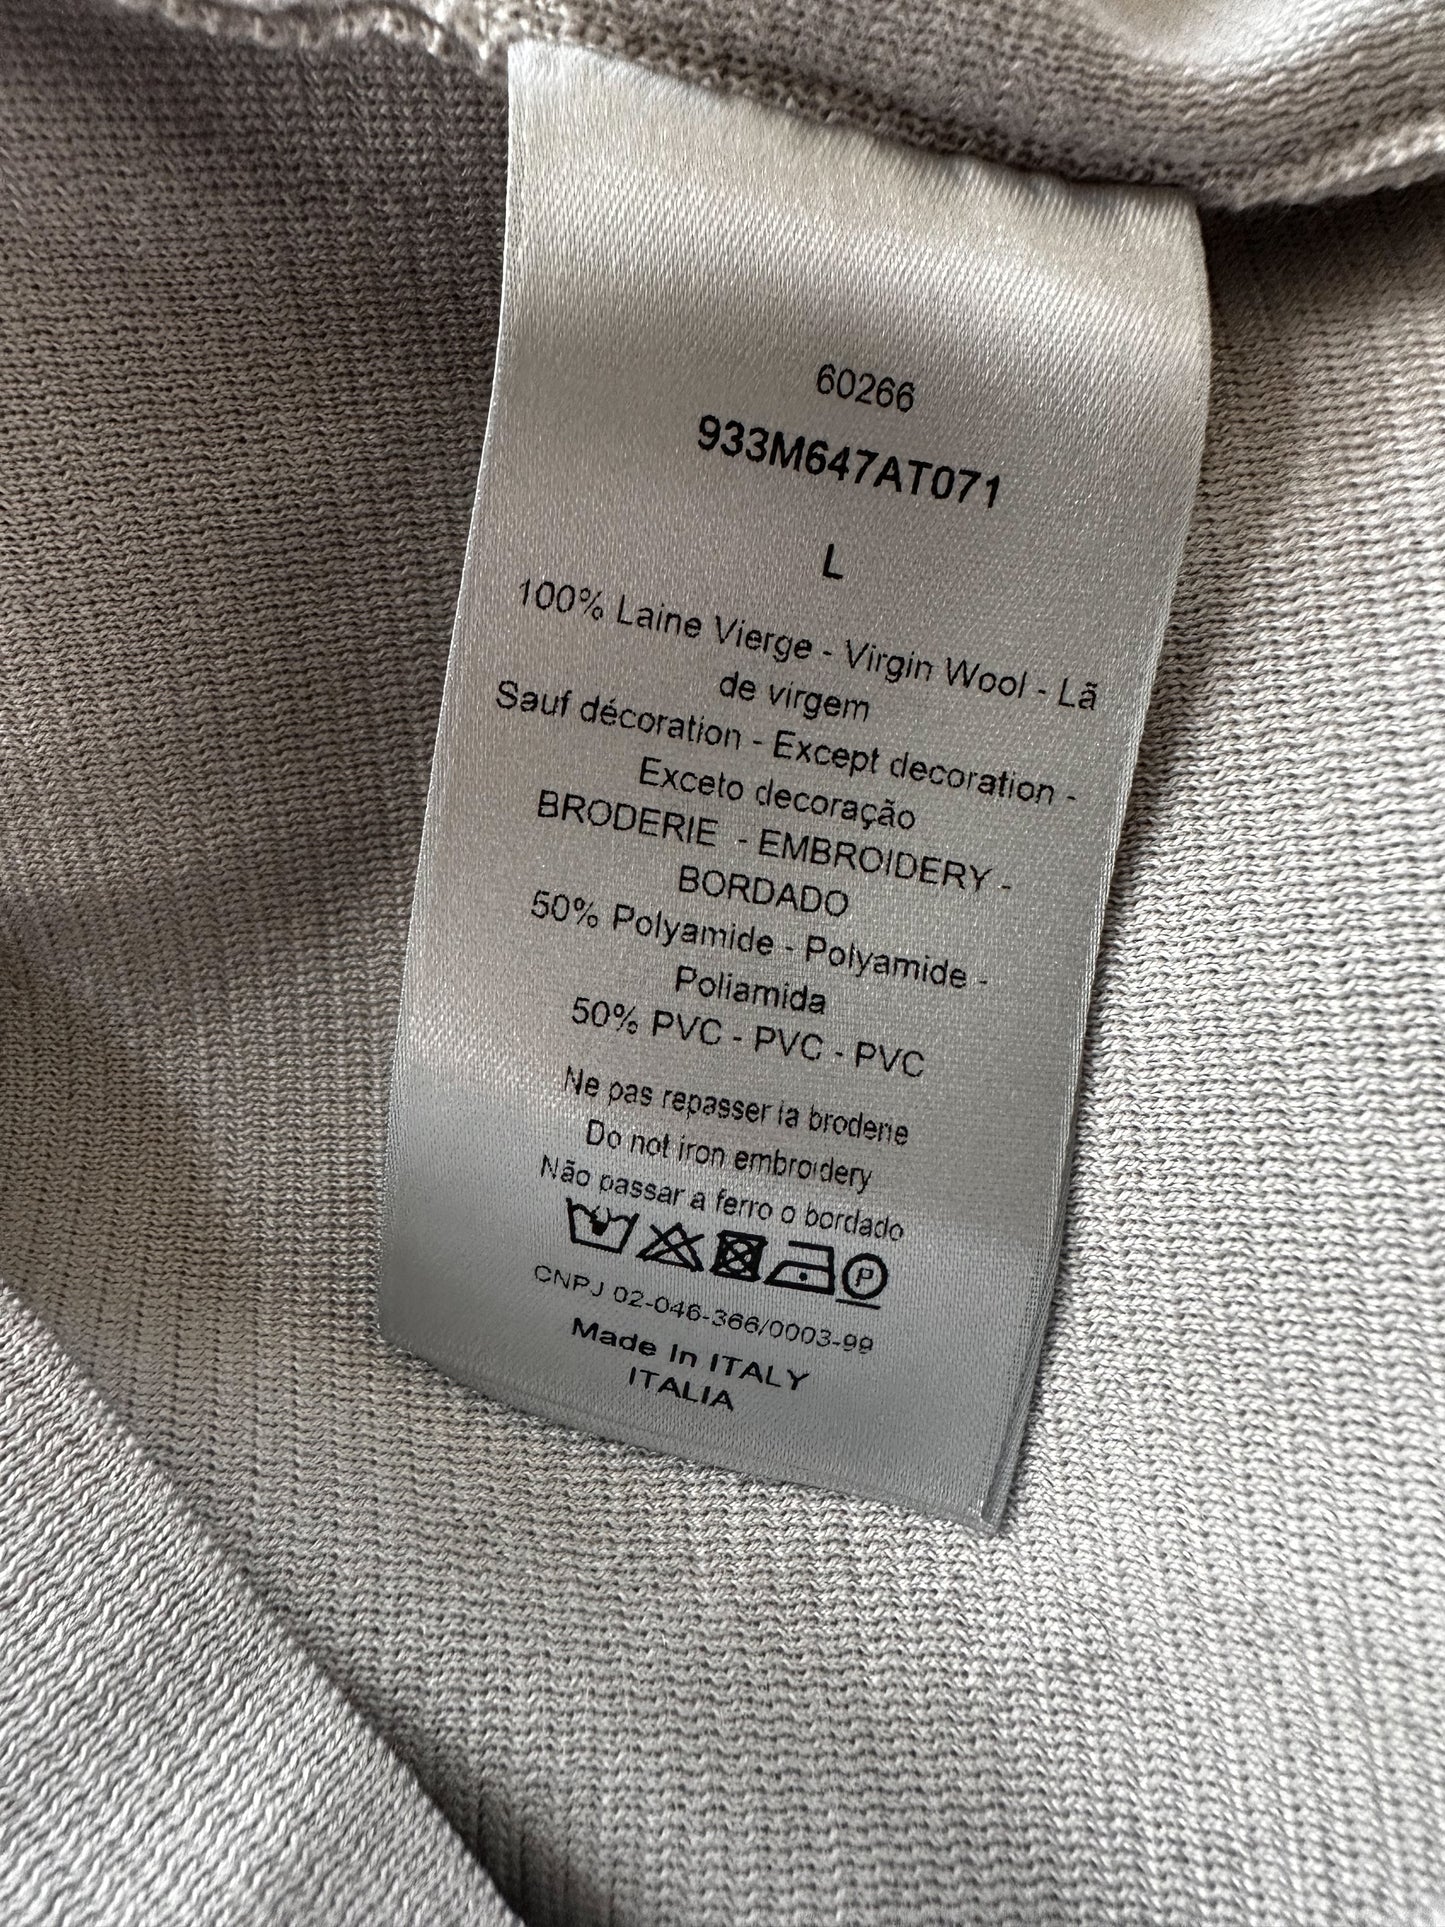 60266
933M647AT071
L
100% Laine Vierge - Virgin Wool - Lã
de virgem
Sauf décoration - Except decoration -
Exceto decoração
BRODERIE - EMBROIDERY -
BORDADO
50% Polyamide - Polyamide -
Poliamida
50% PVC - PVC - PVC
Ne pas repasser la broderie
Do not iron embroidery
Não passar a ferro o bordado
P
CNPJ 02-046-366/0003-99
Made In ITALY
ITALIA